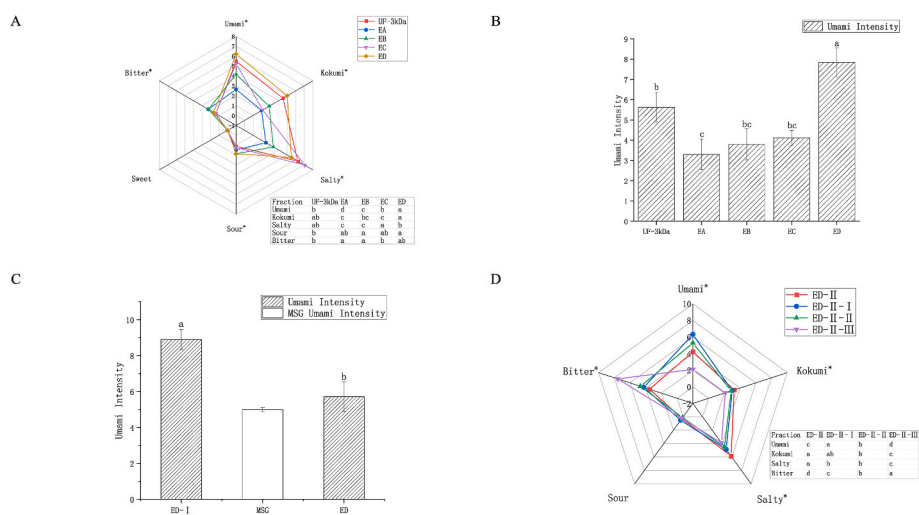 A
Umami*
8
7
6
5
4
3
2
1
0
-1
Bitter*
Kokumi*
Sweet
Salty*
Sour*
UF-3kDa
EA
EB
EC
ED
Fraction UF-3kDa EA EB EC ED
Umami b d c b a
Kokumi ab c bc c a
Salty ab c c a b
Sour b ab a ab a
Bitter b a a b ab
B
Umami Intensity
Umami Intensity
9
8
7
6
5
4
3
2
1
0
b
c
bc
bc
a
UF-3kDa EA EB EC ED
C
Umami Intensity
MSG Umami Intensity
Umami Intensity
10
8
6
4
2
0
a
b
ED-Ⅰ MSG ED
D
Umami*
10
8
6
4
2
0
-2
Bitter*
Kokumi*
Sour
Salty*
ED-Ⅱ
ED-Ⅱ-Ⅰ
ED-Ⅱ-Ⅱ
ED-Ⅱ-Ⅲ
Fraction ED-Ⅱ ED-Ⅱ-Ⅰ ED-Ⅱ-Ⅱ ED-Ⅱ-Ⅲ
Umami c a b d
Kokumi a ab b c
Salty a b b c
Bitter d c b a